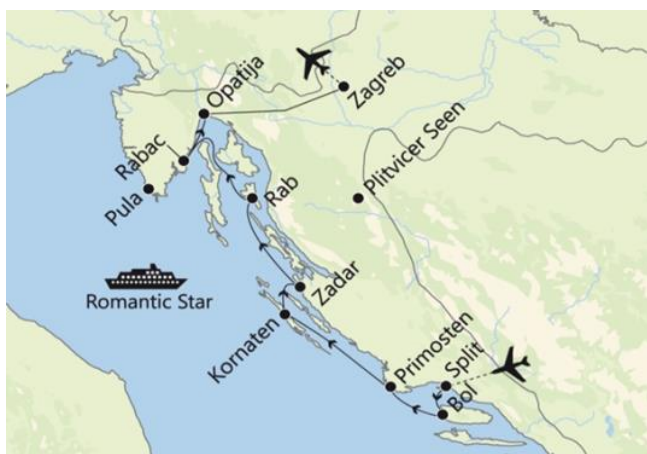 Opatija
Zagreb
Rabac
Pula
Rab
Plitvicer Seen
Romantic Star
Zadar
Kornaten
Primosten
Split
Bol